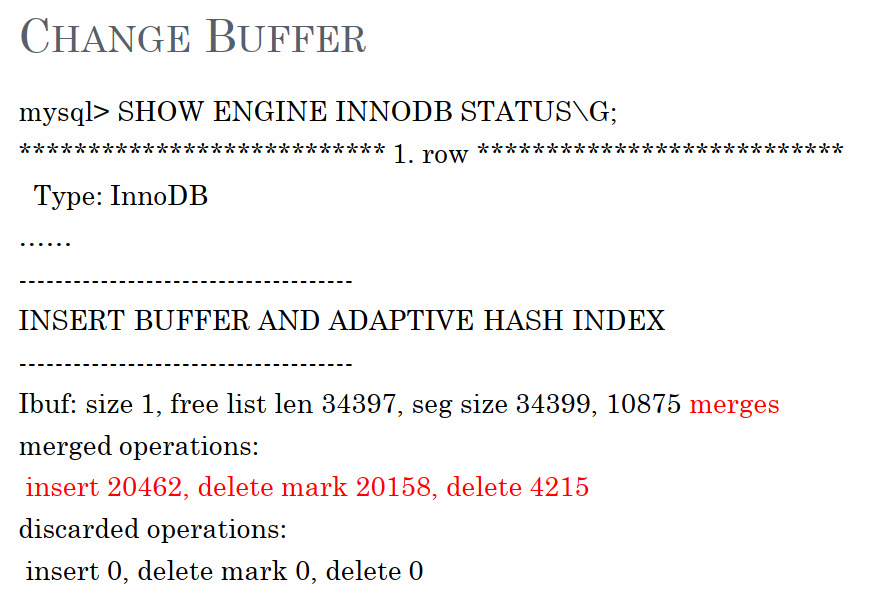 CHANGE BUFFER
mysql> SHOW ENGINE INNODB STATUS\G;
*************************** 1. row ***************************
Type: InnoDB
……
-------------------------------------
INSERT BUFFER AND ADAPTIVE HASH INDEX
-------------------------------------
Ibuf: size 1, free list len 34397, seg size 34399, 10875 merges
merged operations:
insert 20462, delete mark 20158, delete 4215
discarded operations:
insert 0, delete mark 0, delete 0